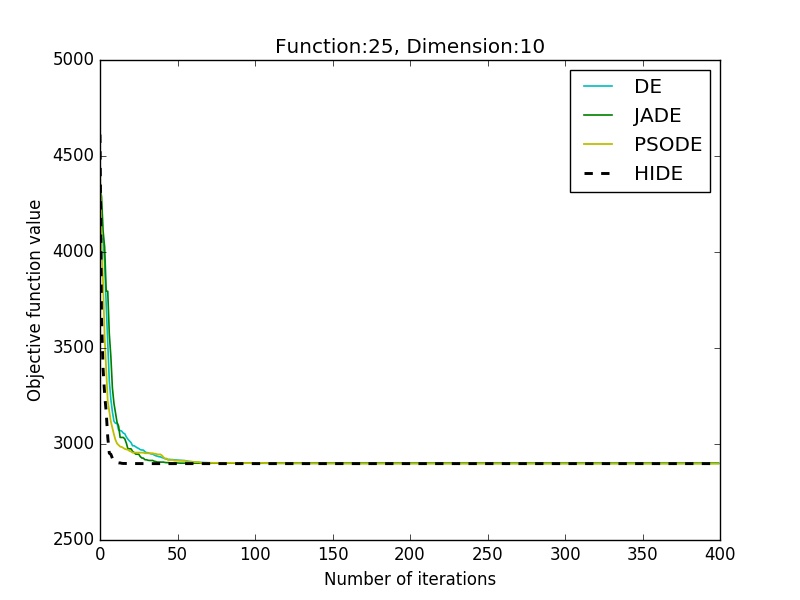 Function:25, Dimension:10
5000
4500
4000
3500
3000
2500
Objective function value
DE
JADE
PSODE
HIDE
0 50 100 150 200 250 300 350 400
Number of iterations